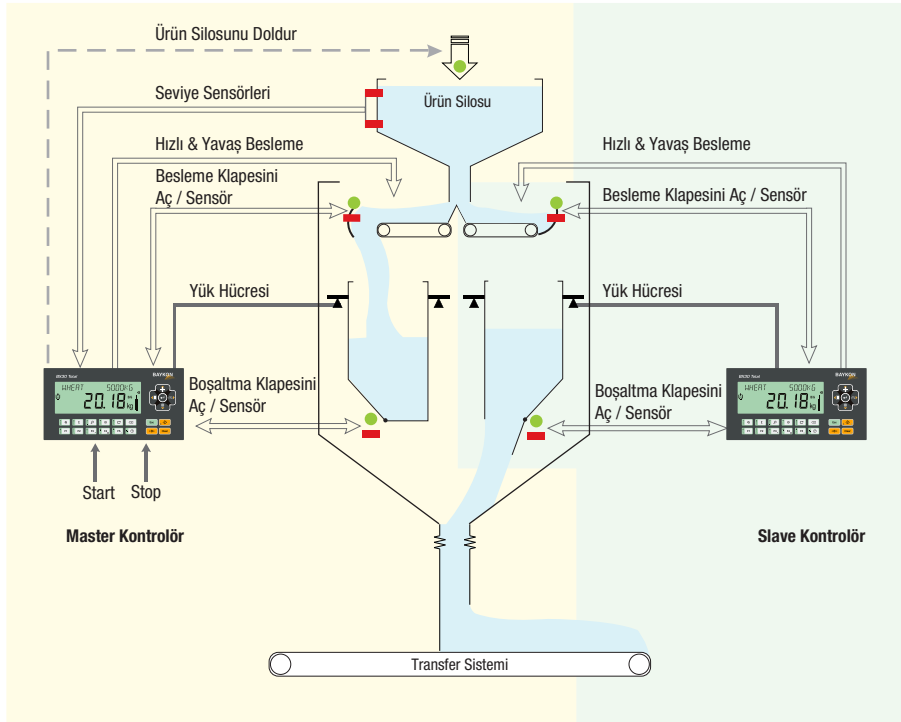 Ürün Silosunu Doldur
Seviye Sensörleri
Ürün Silosu
Hızlı & Yavaş Besleme
Hızlı & Yavaş Besleme
Besleme Klapesini
Aç / Sensör
Besleme Klapesini Aç / Sensör
Yük Hücresi
Yük Hücresi
BAYKON
WHEAT 5000KG
20.18 kg
Boşaltma Klapesini
Aç / Sensör
Boşaltma Klapesini
Aç / Sensör
BAYKON
WHEAT 5000KG
20.18 kg
Start Stop
Master Kontrolör
Slave Kontrolör
Transfer Sistemi